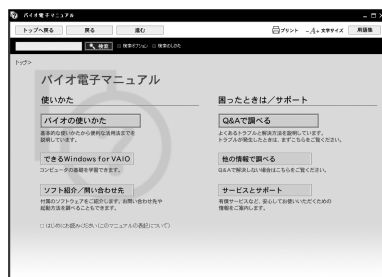 バイオ電子マニュアル
トップへ戻る 戻る 進む プリント -A+ 文字サイズ 用語集
検索 検索オプション 検索のしかた
トップ>
バイオ電子マニュアル
使いかた
バイオの使いかた
基本的な使いかたから便利な活用法までを
説明しています。
できるWindows for VAIO
コンピュータの基礎を学習できます。
ソフト紹介／問い合わせ先
付属のソフトウェアをご紹介します。お問い合わせ先や
起動方法を調べることもできます。
はじめにお読みください(このマニュアルの表記について)
困ったときは／サポート
Q&Aで調べる
よくあるトラブルと解決方法を説明しています。
トラブルが発生したときは、まずこちらをご覧ください。
他の情報で調べる
Q&Aで解決しない場合はこちらをご覧ください。
サービスとサポート
有償サービスなど、安心してお使いいただくための
情報をご案内します。